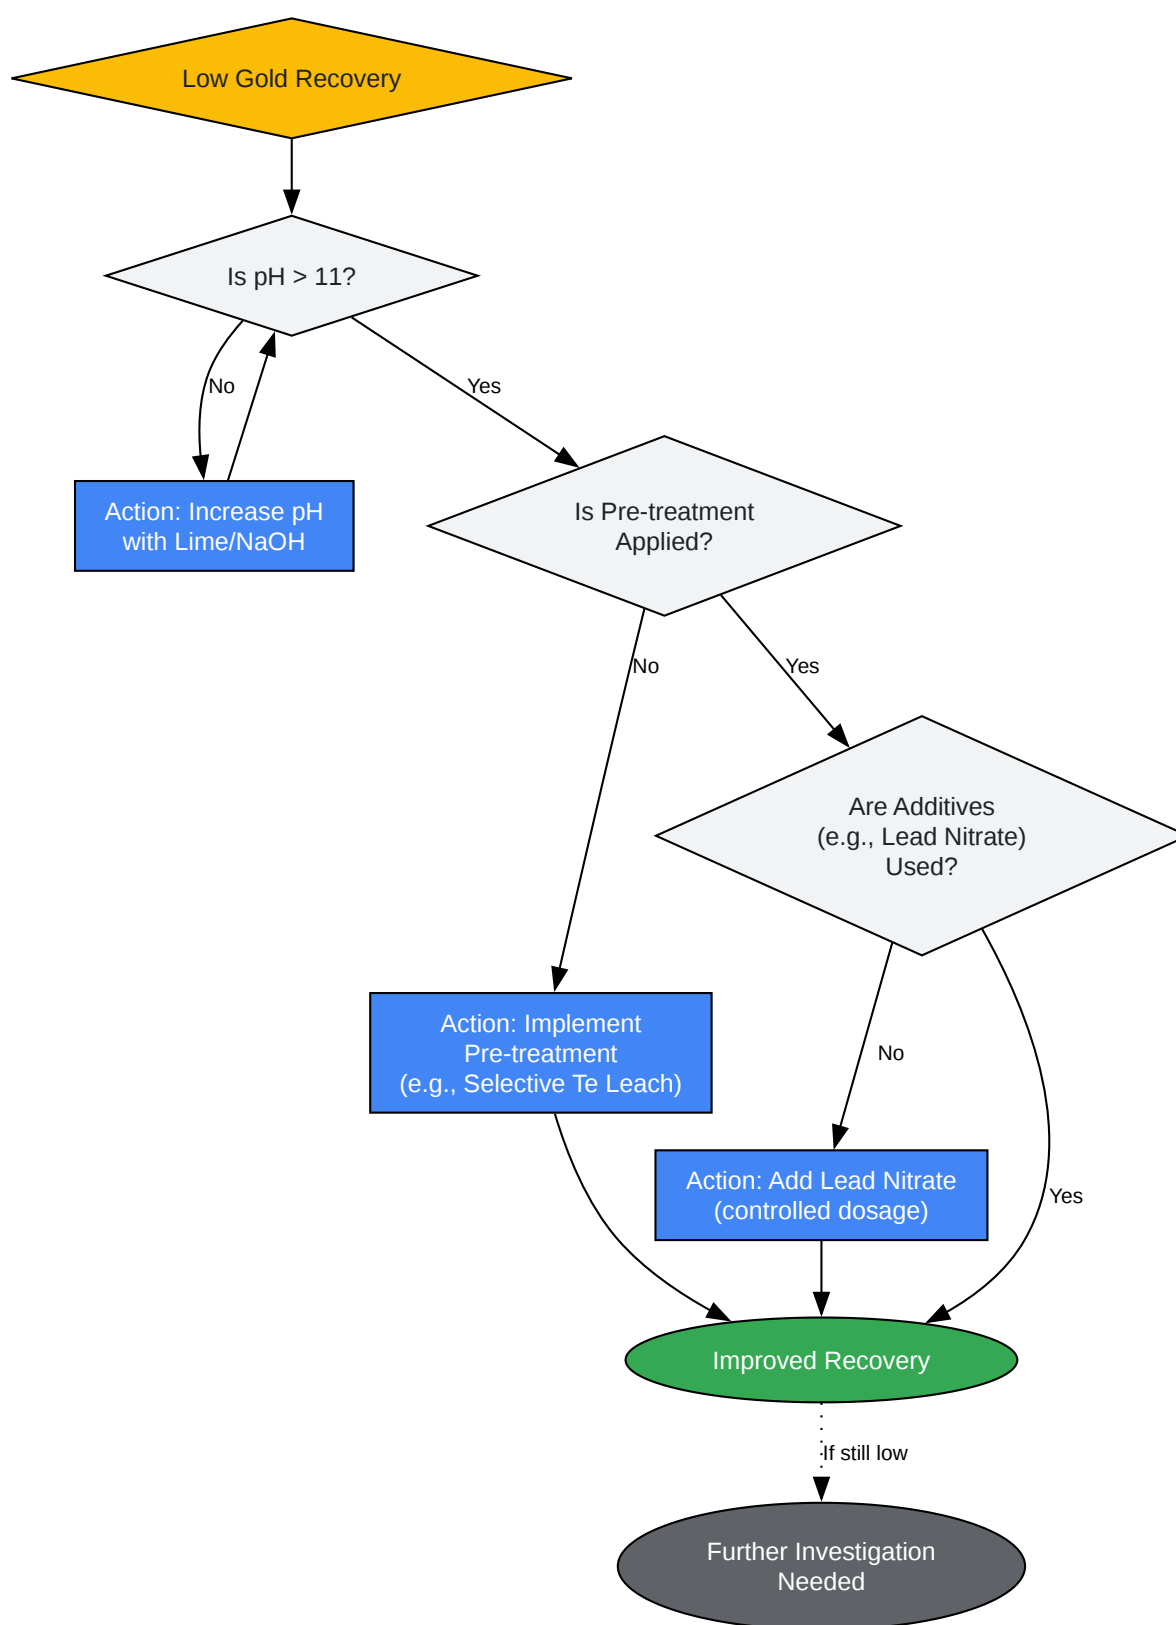 Low Gold Recovery
Is pH > 11?
No
Yes
Action: Increase pH
with Lime/NaOH
Is Pre-treatment
Applied?
No
Yes
Are Additives
(e.g., Lead Nitrate)
Used?
Action: Implement
Pre-treatment
(e.g., Selective Te Leach)
No
Action: Add Lead Nitrate
(controlled dosage)
Yes
Improved Recovery
If still low
Further Investigation
Needed